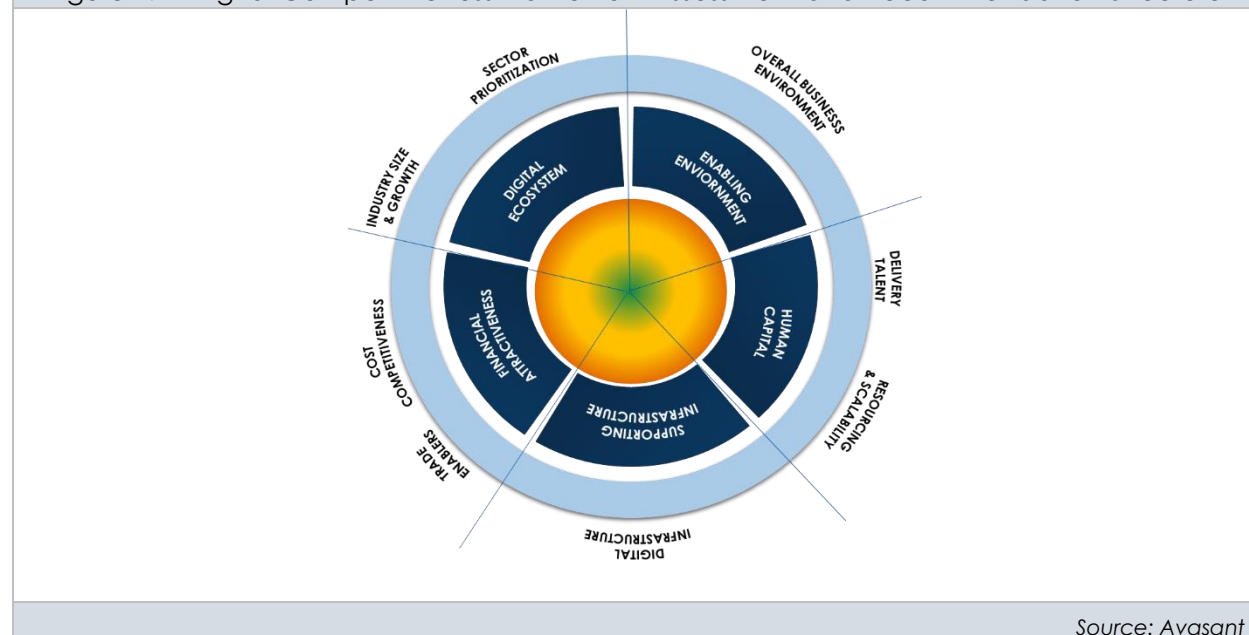 SECTOR
PRIORITIZATION
OVERALL BUSINESSS
ENVIRONMENT
INDUSTRY SIZE
& GROWTH
DIGITAL
ECOSYSTEM
ENABLING
ENVIORNMENT
DELIVERY
TALENT
HUMAN
CAPITAL
FINANCIAL
ATTRACTIVENESS
COST
COMPETITIVENESS
SUPPORTING
INFRASTRUCTURE
RESOURCING
& SCALABILITY
TRADE
ENABLERS
DIGITAL
INFRASTRUCTURE
Source: Avasant